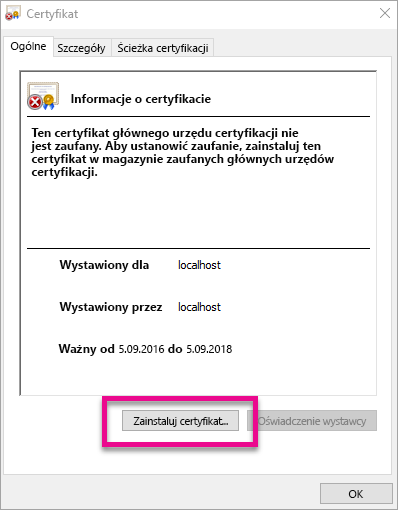 Certyfikat
Ogólne Szczegóły Ścieżka certyfikacji
Informacje o certyfikacie
Ten certyfikat głównego urzędu certyfikacji nie
jest zaufany. Aby ustanowić zaufanie, zainstaluj ten
certyfikat w magazynie zaufanych głównych urzędów
certyfikacji.
Wystawiony dla localhost
Wystawiony przez localhost
Ważny od 5.09.2016 do 5.09.2018
Zainstaluj certyfikat... Oświadczenie wystawcy
OK